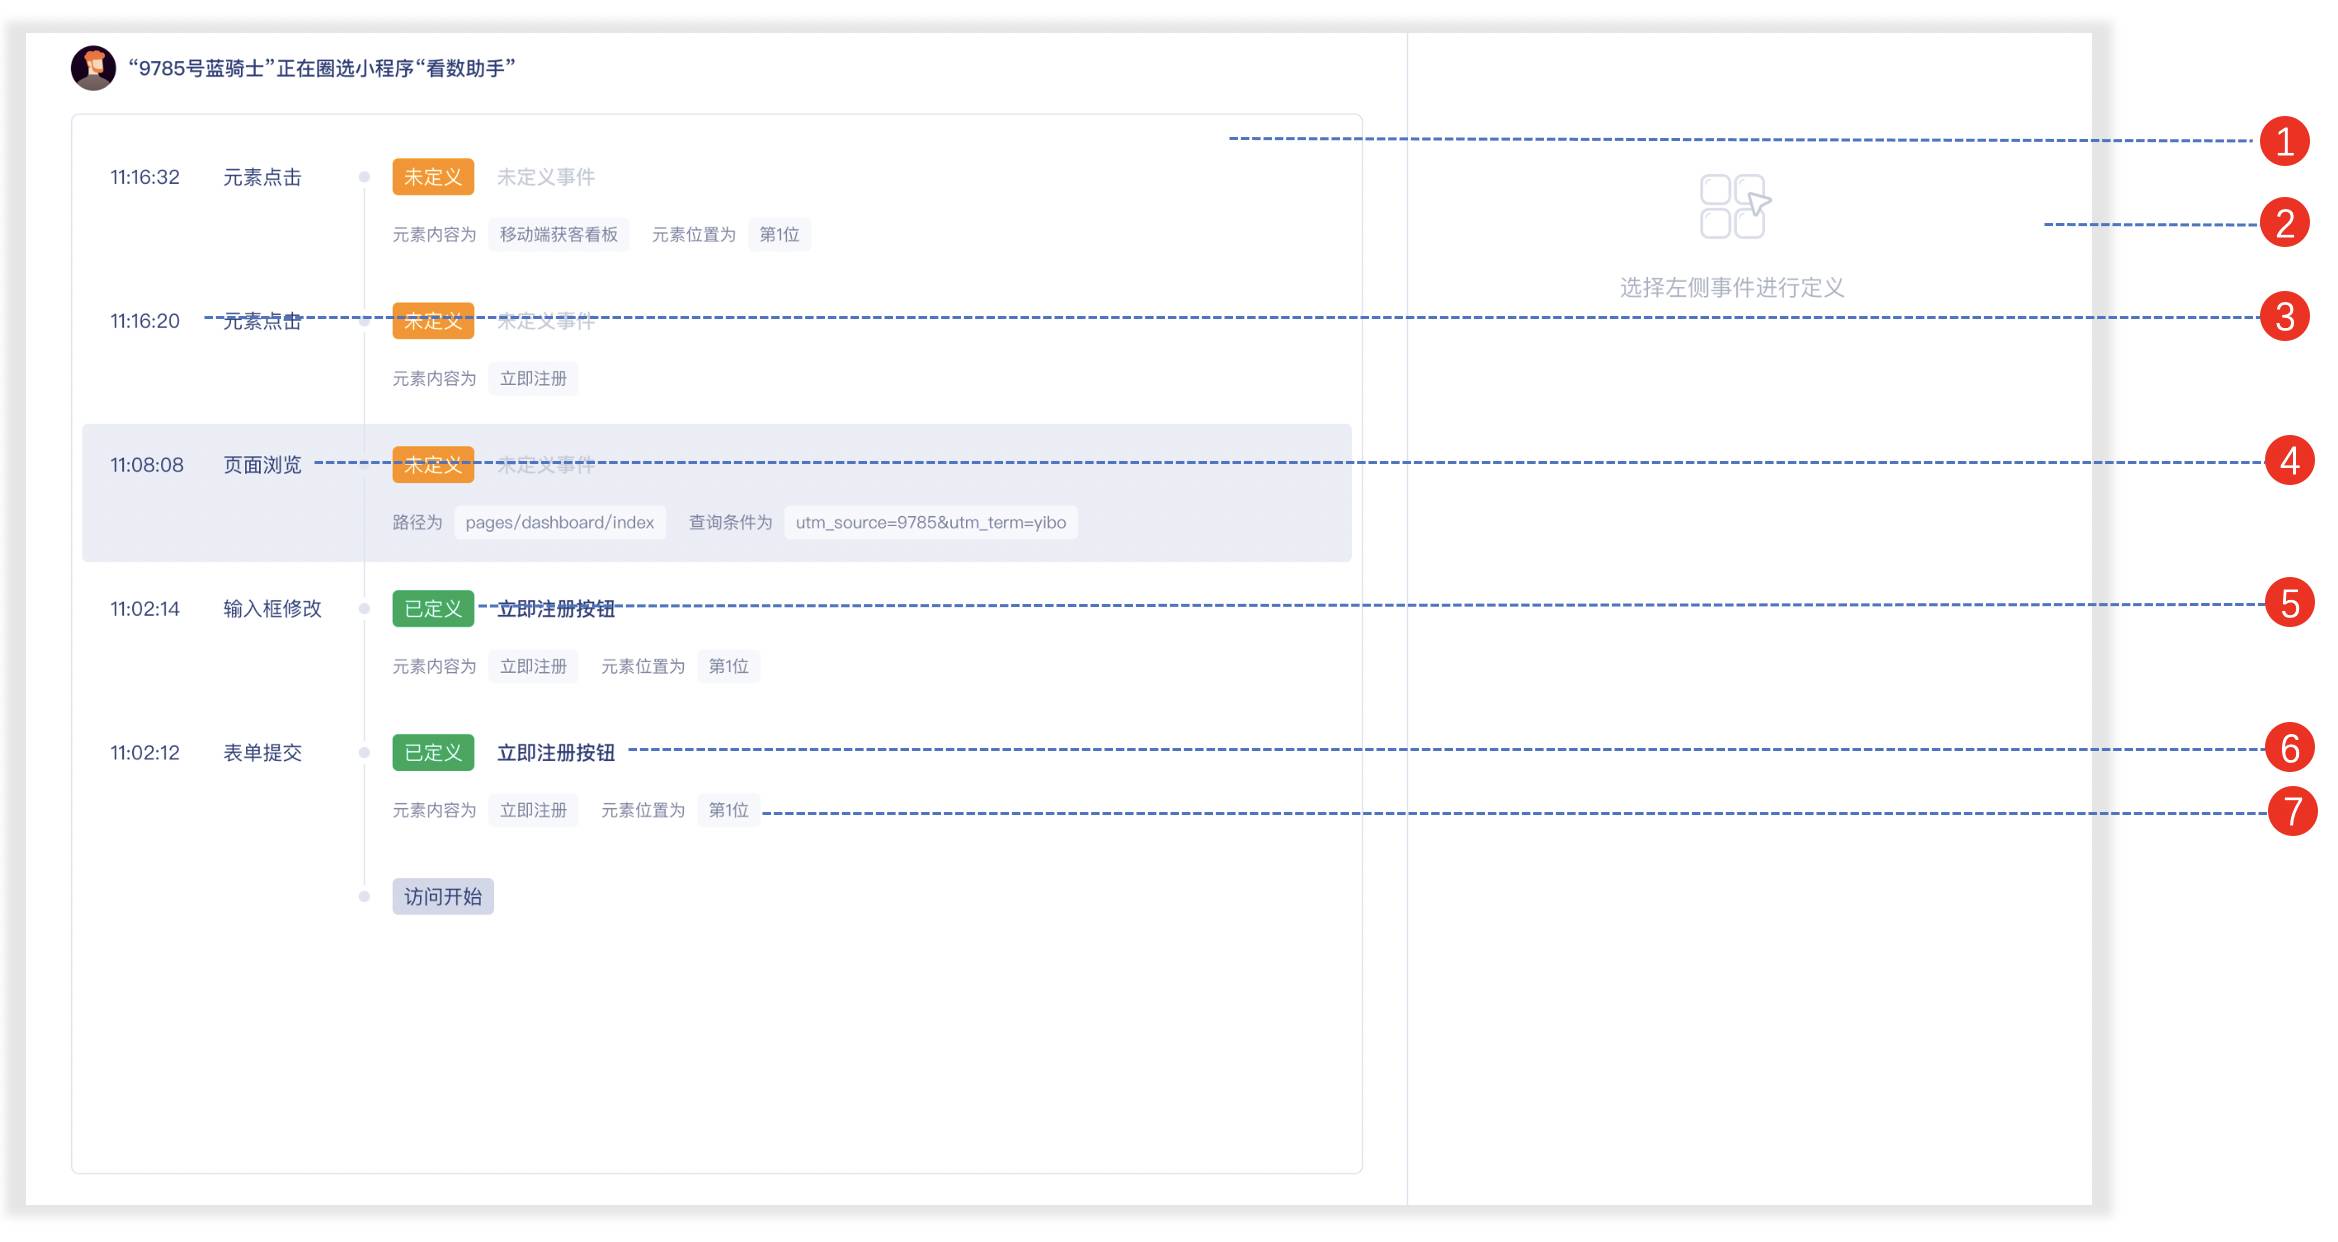 “9785号蓝骑士”正在圈选小程序“看数助手”
1
11:16:32 元素点击 未定义 未定义事件
2
元素内容为 移动端获客看板 元素位置为 第1位
选择左侧事件进行定义
11:16:20 元素点击 未定义 未定义事件 3
元素内容为 立即注册
11:08:08 页面浏览 未定义 未定义事件 4
路径为 pages/dashboard/index 查询条件为 utm_source=9785&utm_term=yibo
11:02:14 输入框修改 已定义 立即注册按钮 5
元素内容为 立即注册 元素位置为 第1位
11:02:12 表单提交 已定义 立即注册按钮 6
元素内容为 立即注册 元素位置为 第1位 7
访问开始